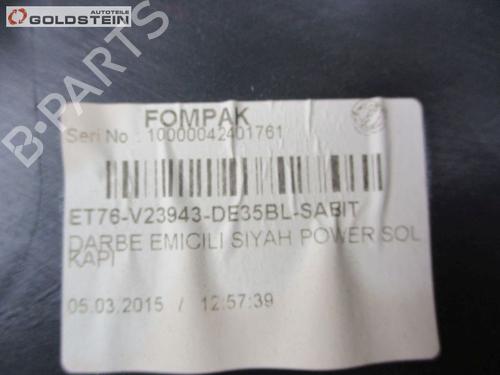 AUTOTEILE
GOLDSTEIN
B-PARTS
FOMPAK
Seri No : 10000042401761
ET76-V23943-DE35BL-SABIT
DARBE EMICILI SIYAH POWER SOL
KAPI
05.03.2015 / 12:57:39